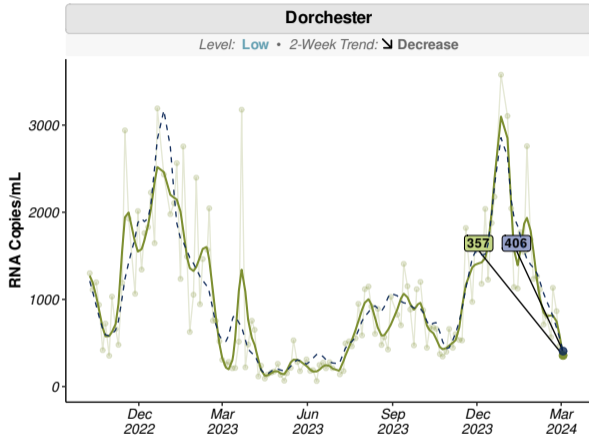 Dorchester
Level: Low • 2-Week Trend: ↘ Decrease
RNA Copies/mL
3000
2000
1000
0
357 406
Dec Mar Jun Sep Dec Mar
2022 2023 2023 2023 2023 2024